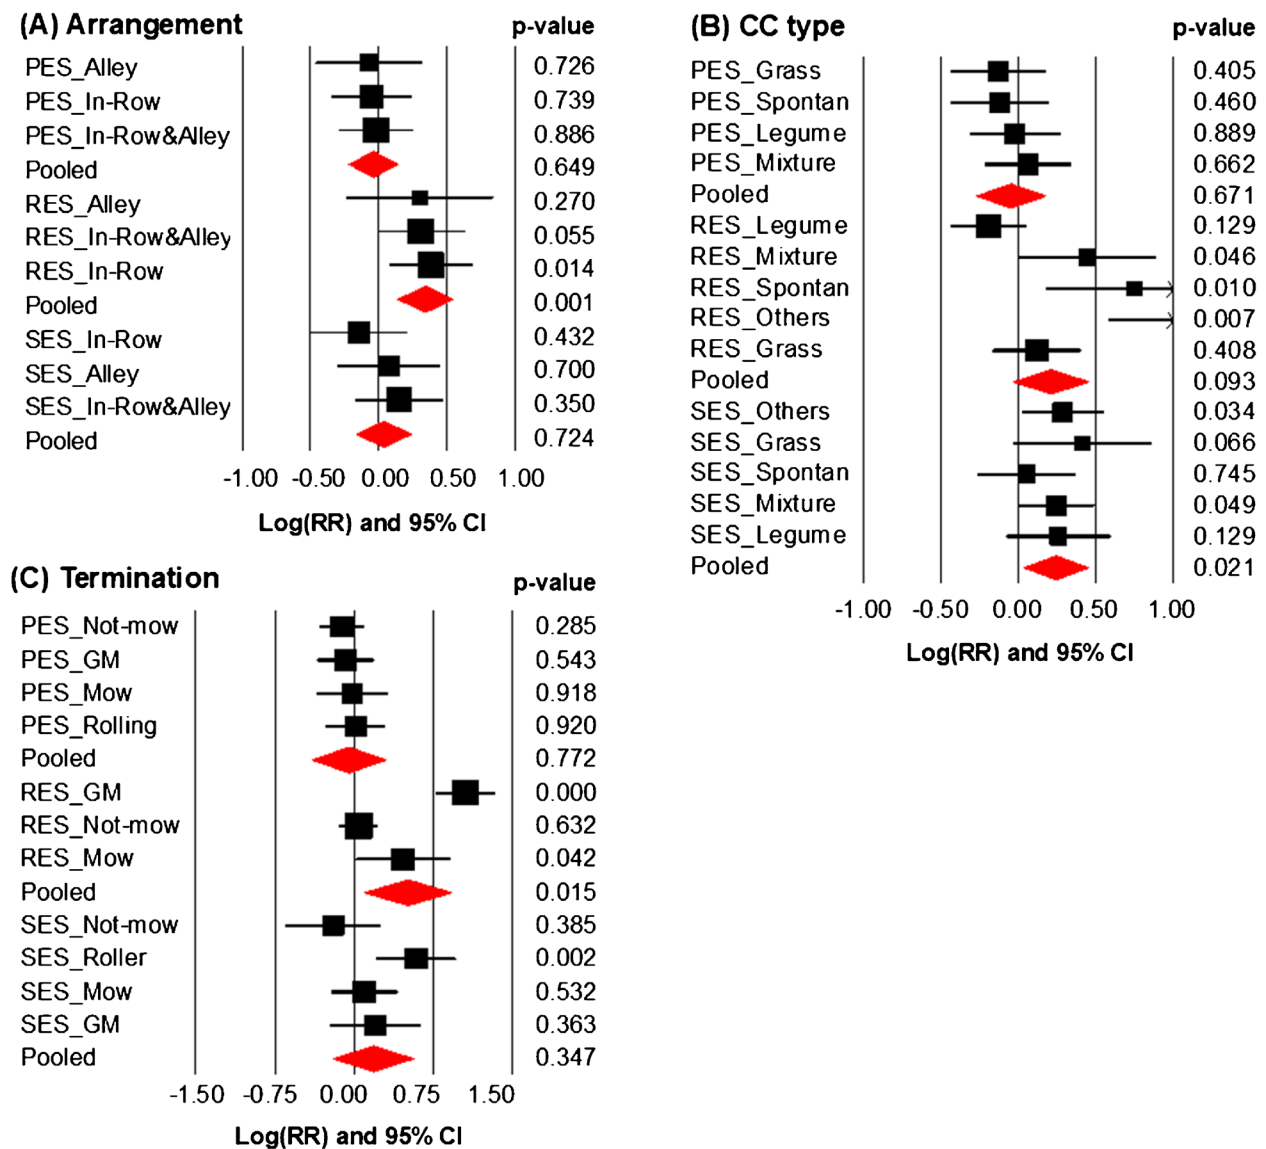 (A) Arrangement p-value
PES_Alley 0.726
PES_In-Row 0.739
PES_In-Row&Alley 0.886
Pooled 0.649
RES_Alley 0.270
RES_In-Row&Alley 0.055
RES_In-Row 0.014
Pooled 0.001
SES_In-Row 0.432
SES_Alley 0.700
SES_In-Row&Alley 0.350
Pooled 0.724
-1.00 -0.50 0.00 0.50 1.00
Log(RR) and 95% CI
(B) CC type p-value
PES_Grass 0.405
PES_Spontan 0.460
PES_Legume 0.889
PES_Mixture 0.662
Pooled 0.671
RES_Legume 0.129
RES_Mixture 0.046
RES_Spontan 0.010
RES_Others 0.007
RES_Grass 0.408
Pooled 0.093
SES_Others 0.034
SES_Grass 0.066
SES_Spontan 0.745
SES_Mixture 0.049
SES_Legume 0.129
Pooled 0.021
-1.00 -0.50 0.00 0.50 1.00
Log(RR) and 95% CI
(C) Termination p-value
PES_Not-mow 0.285
PES_GM 0.543
PES_Mow 0.918
PES_Rolling 0.920
Pooled 0.772
RES_GM 0.000
RES_Not-mow 0.632
RES_Mow 0.042
Pooled 0.015
SES_Not-mow 0.385
SES_Roller 0.002
SES_Mow 0.532
SES_GM 0.363
Pooled 0.347
-1.50 -0.75 0.00 0.75 1.50
Log(RR) and 95% CI